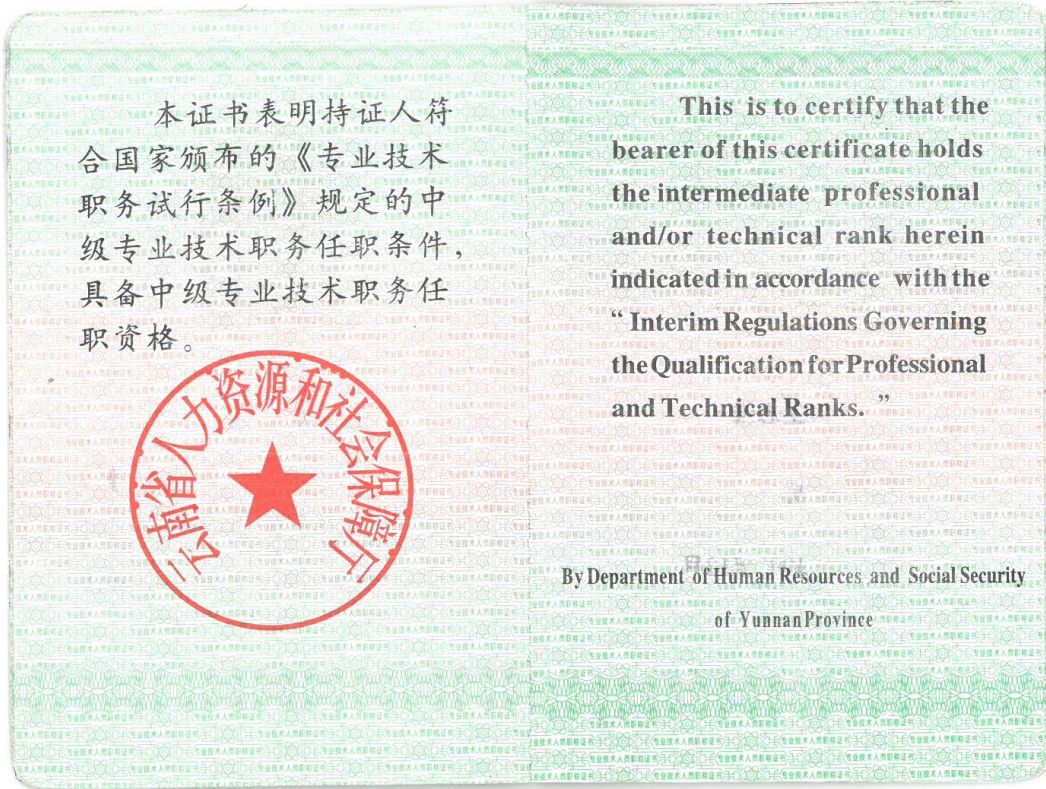 本证书表明持证人符
合国家颁布的《专业技术
职务试行条例》规定的中
级专业技术职务任职条件，
具备中级专业技术职务任
职资格。
云南省人力资源和社会保障厅
This is to certify that the
bearer of this certificate holds
the intermediate professional
and/or technical rank herein
indicated in accordance with the
“ Interim Regulations Governing
the Qualification for Professional
and Technical Ranks. ”
By Department of Human Resources and Social Security
of Yunnan Province